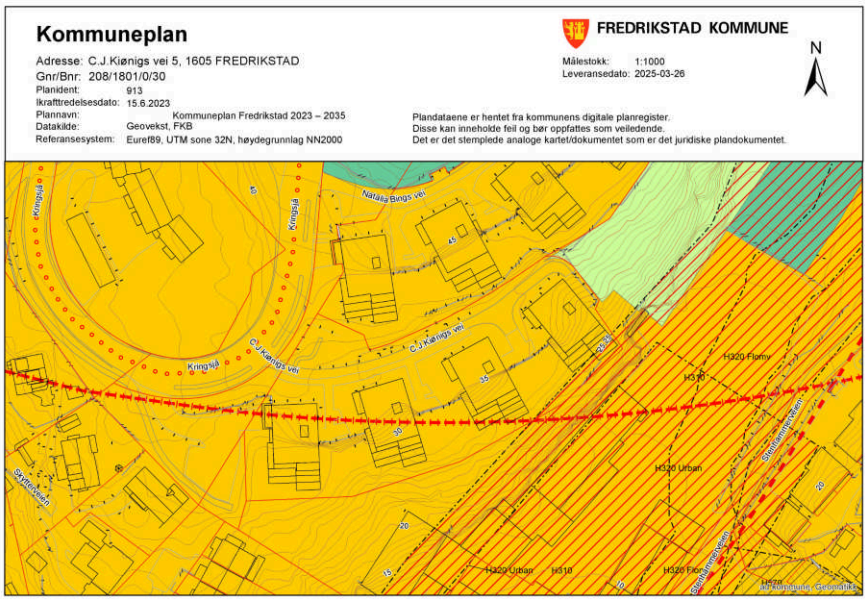 Kommuneplan
FREDRIKSTAD KOMMUNE
Adresse: C.J.Kiønigs vei 5, 1605 FREDRIKSTAD
Gnr/Bnr: 208/1801/0/30
Planident: 913
Ikrafttredelsesdato: 15.6.2023
Plannavn: Kommuneplan Fredrikstad 2023 – 2035
Datakilde: Geovekst, FKB
Referansesystem: Euref89, UTM sone 32N, høydegrunnlag NN2000
Målestokk: 1:1000
Leveransedato: 2025-03-26
N
Plandataene er hentet fra kommunens digitale planregister.
Disse kan inneholde feil og bør oppfattes som veiledende.
Det er det stemplede analoge kartet/dokumentet som er det juridiske plandokumentet.
Kringsjå
40
Kringsjå
Natalia Bings vei
45
C.J.Kiønigs vei
C.J.Kiønigs vei
Kringsjå
35
30
H320 Flomv
H310
Stenhammerveien
H320 Urban
Skytterveien
20
20
15
H320 Urban
H310
10
H320 Flom
Stenhammerveien